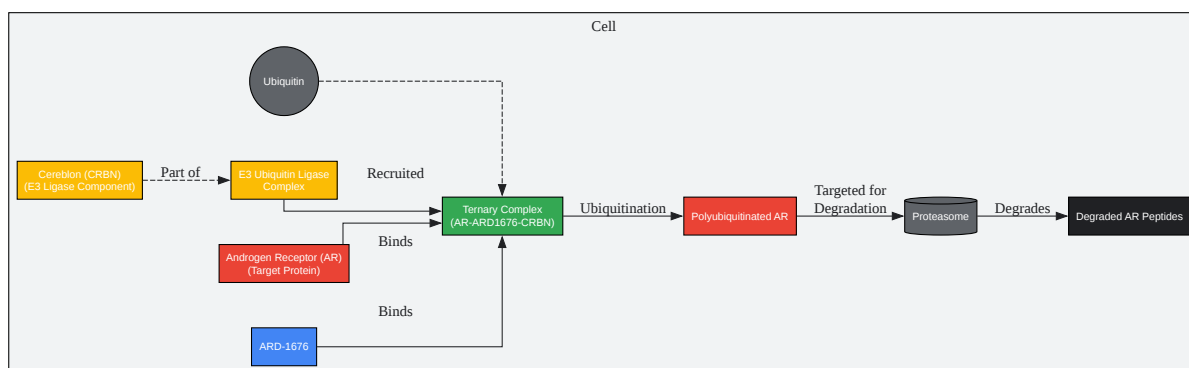 Cell
Ubiquitin
Cereblon (CRBN)
(E3 Ligase Component)
Part of
E3 Ubiquitin Ligase
Complex
Recruited
Androgen Receptor (AR)
(Target Protein)
Binds
ARD-1676
Binds
Ternary Complex
(AR-ARD1676-CRBN)
Ubiquitination
Polyubiquitinated AR
Targeted for
Degradation
Proteasome
Degrades
Degraded AR Peptides